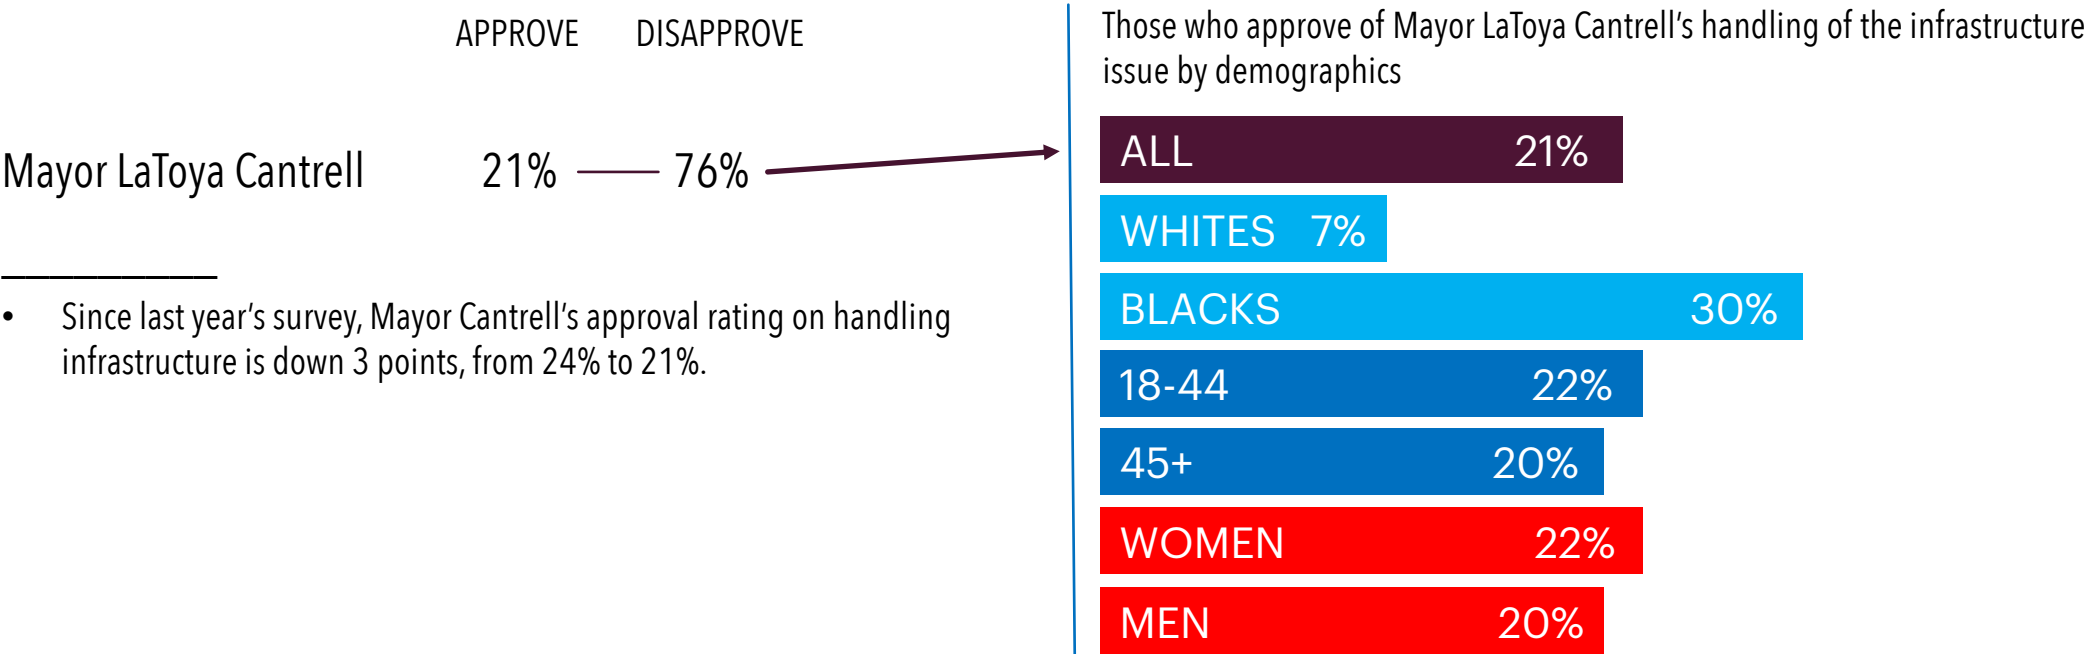 APPROVE DISAPPROVE
Mayor LaToya Cantrell 21% 76%
• Since last year’s survey, Mayor Cantrell’s approval rating on handling
infrastructure is down 3 points, from 24% to 21%.
Those who approve of Mayor LaToya Cantrell’s handling of the infrastructure
issue by demographics
ALL 21%
WHITES 7%
BLACKS 30%
18-44 22%
45+ 20%
WOMEN 22%
MEN 20%